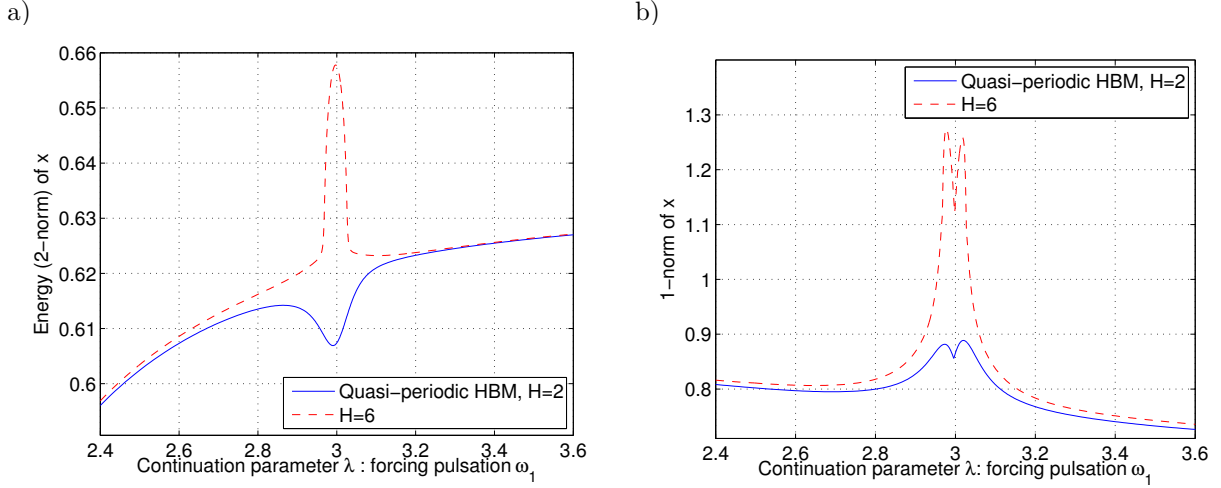 a)
0.66
0.65
0.64
0.63
0.62
0.61
0.6
Energy (2−norm) of x
Quasi−periodic HBM, H=2
H=6
2.4 2.6 2.8 3 3.2 3.4 3.6
Continuation parameter λ : forcing pulsation ω1
b)
Quasi−periodic HBM, H=2
H=6
1.3
1.2
1.1
1
0.9
0.8
1−norm of x
2.4 2.6 2.8 3 3.2 3.4 3.6
Continuation parameter λ: forcing pulsation ω1